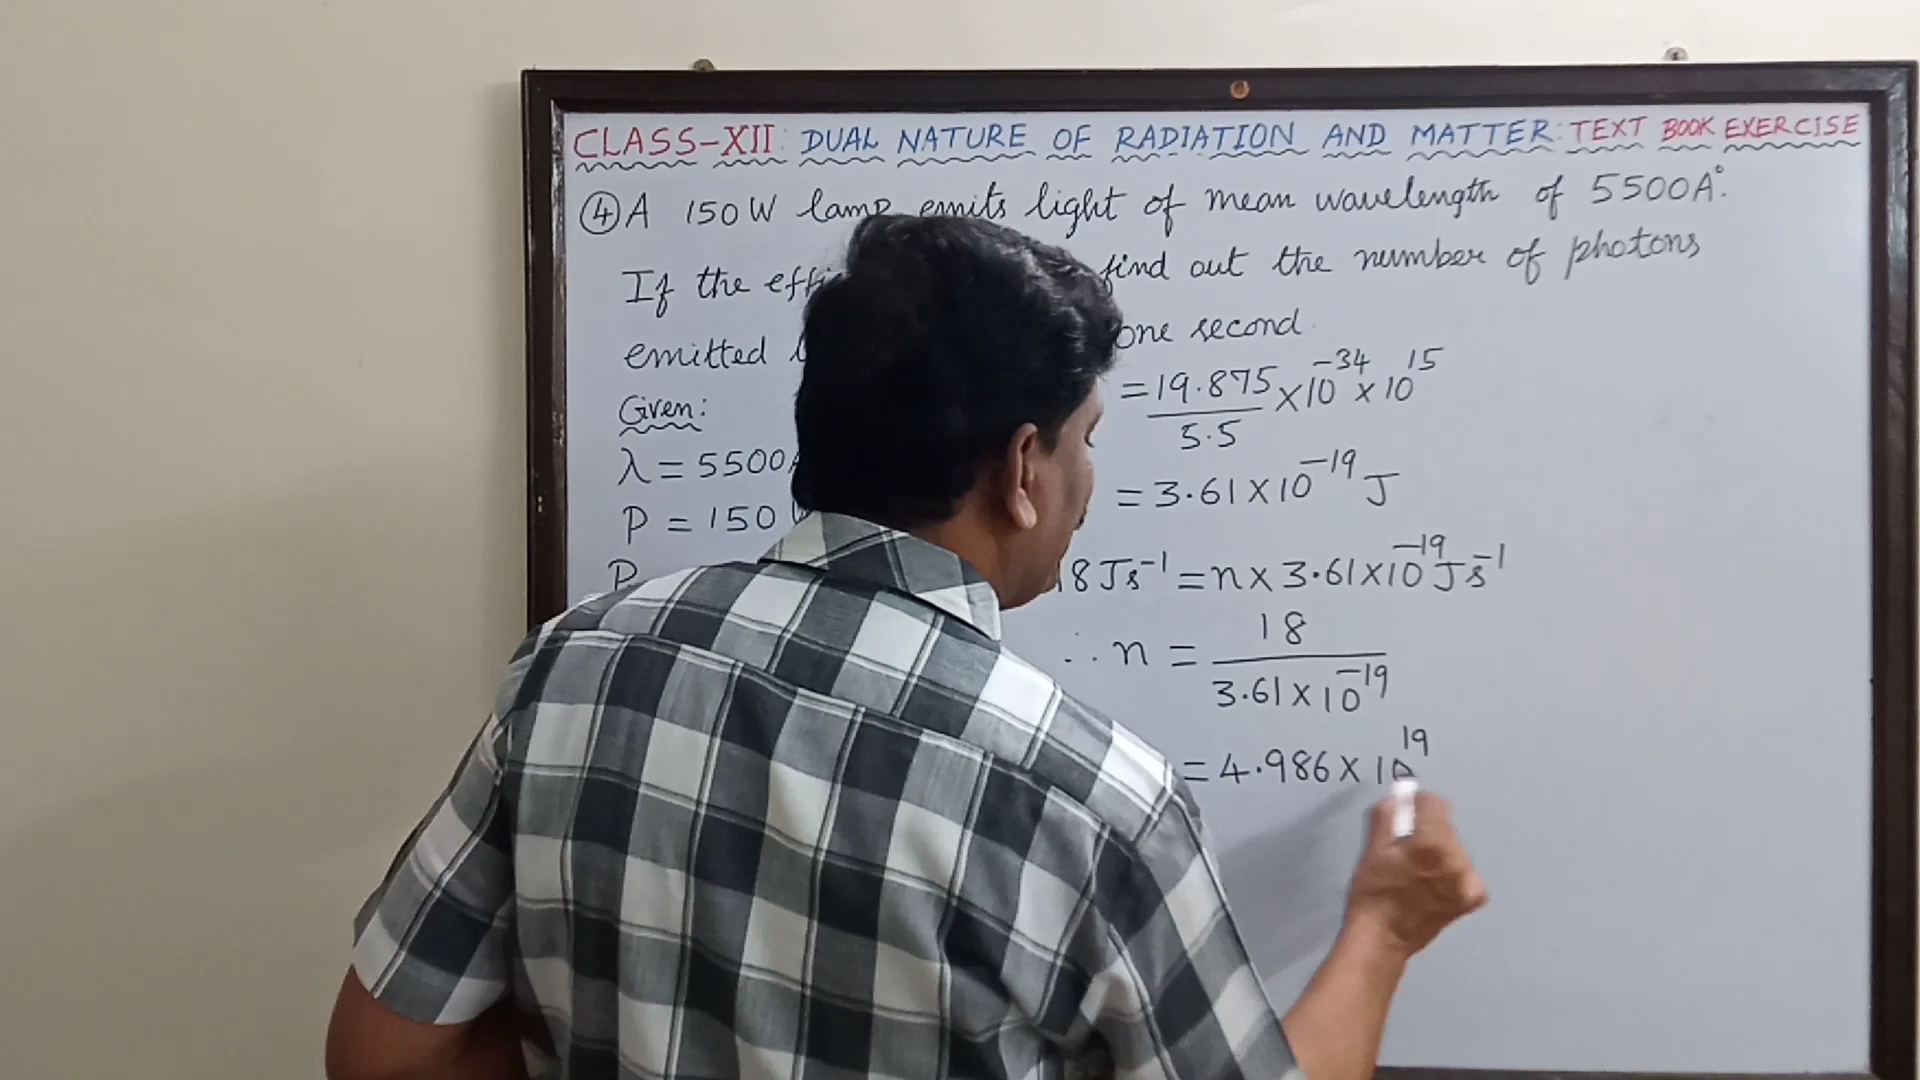 CLASS-XII: DUAL NATURE OF RADIATION AND MATTER: TEXT BOOK EXERCISE
④ A 150 W lamp emits light of mean wavelength of 5500A°.
If the find out the number of photons
emitted one second
Given:
= 19.875/5.5 × 10⁻³⁴ × 10¹⁵
λ = 5500
= 3.61 × 10⁻¹⁹ J
P = 150
P
18 Js⁻¹ = n × 3.61 × 10⁻¹⁹ Js⁻¹
∴ n = 18/3.61 × 10⁻¹⁹
= 4.986 × 10¹⁹